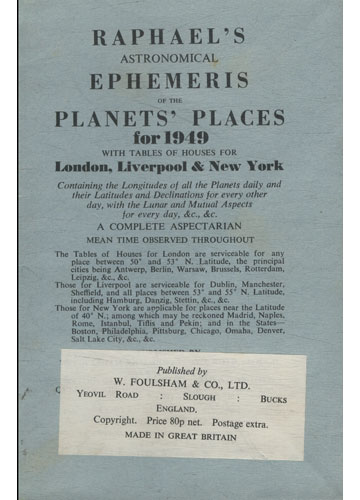 RAPHAEL'S
ASTRONOMICAL
EPHEMERIS
OF THE
PLANETS' PLACES
for 1949
WITH TABLES OF HOUSES FOR
London, Liverpool & New York
Containing the Longitudes of all the Planets daily and
their Latitudes and Declinations for every other
day, with the Lunar and Mutual Aspects
for every day, &c., &c.
A COMPLETE ASPECTARIAN
MEAN TIME OBSERVED THROUGHOUT
The Tables of Houses for London are serviceable for any
place between 50° and 53° N. Latitude, the principal
cities being Antwerp, Berlin, Warsaw, Brussels, Rotterdam,
Leipzig, &c., &c.
Those for Liverpool are serviceable for Dublin, Manchester,
Sheffield, and all places between 53° and 55° N. Latitude,
including Hamburg, Danzig, Stettin, &c., &c.
Those for New York are applicable for places near the Latitude
of 40° N.; among which may be reckoned Madrid, Naples,
Rome, Istanbul, Tiflis and Pekin; and in the States—
Boston, Philadelphia, Pittsburg, Chicago, Omaha, Denver,
Salt Lake City, &c., &c.
Published by
W. FOULSHAM & CO., LTD.
YEOVIL ROAD : SLOUGH : BUCKS
ENGLAND.
Copyright. Price 80p net. Postage extra.
MADE IN GREAT BRITAIN